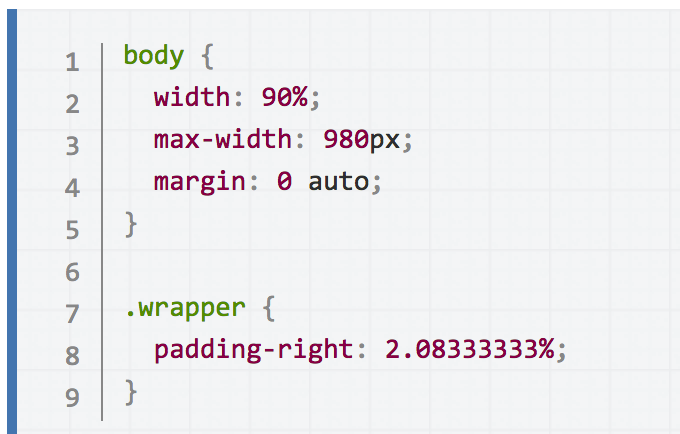 1 body {
2   width: 90%;
3   max-width: 980px;
4   margin: 0 auto;
5 }
6
7 .wrapper {
8   padding-right: 2.08333333%;
9 }